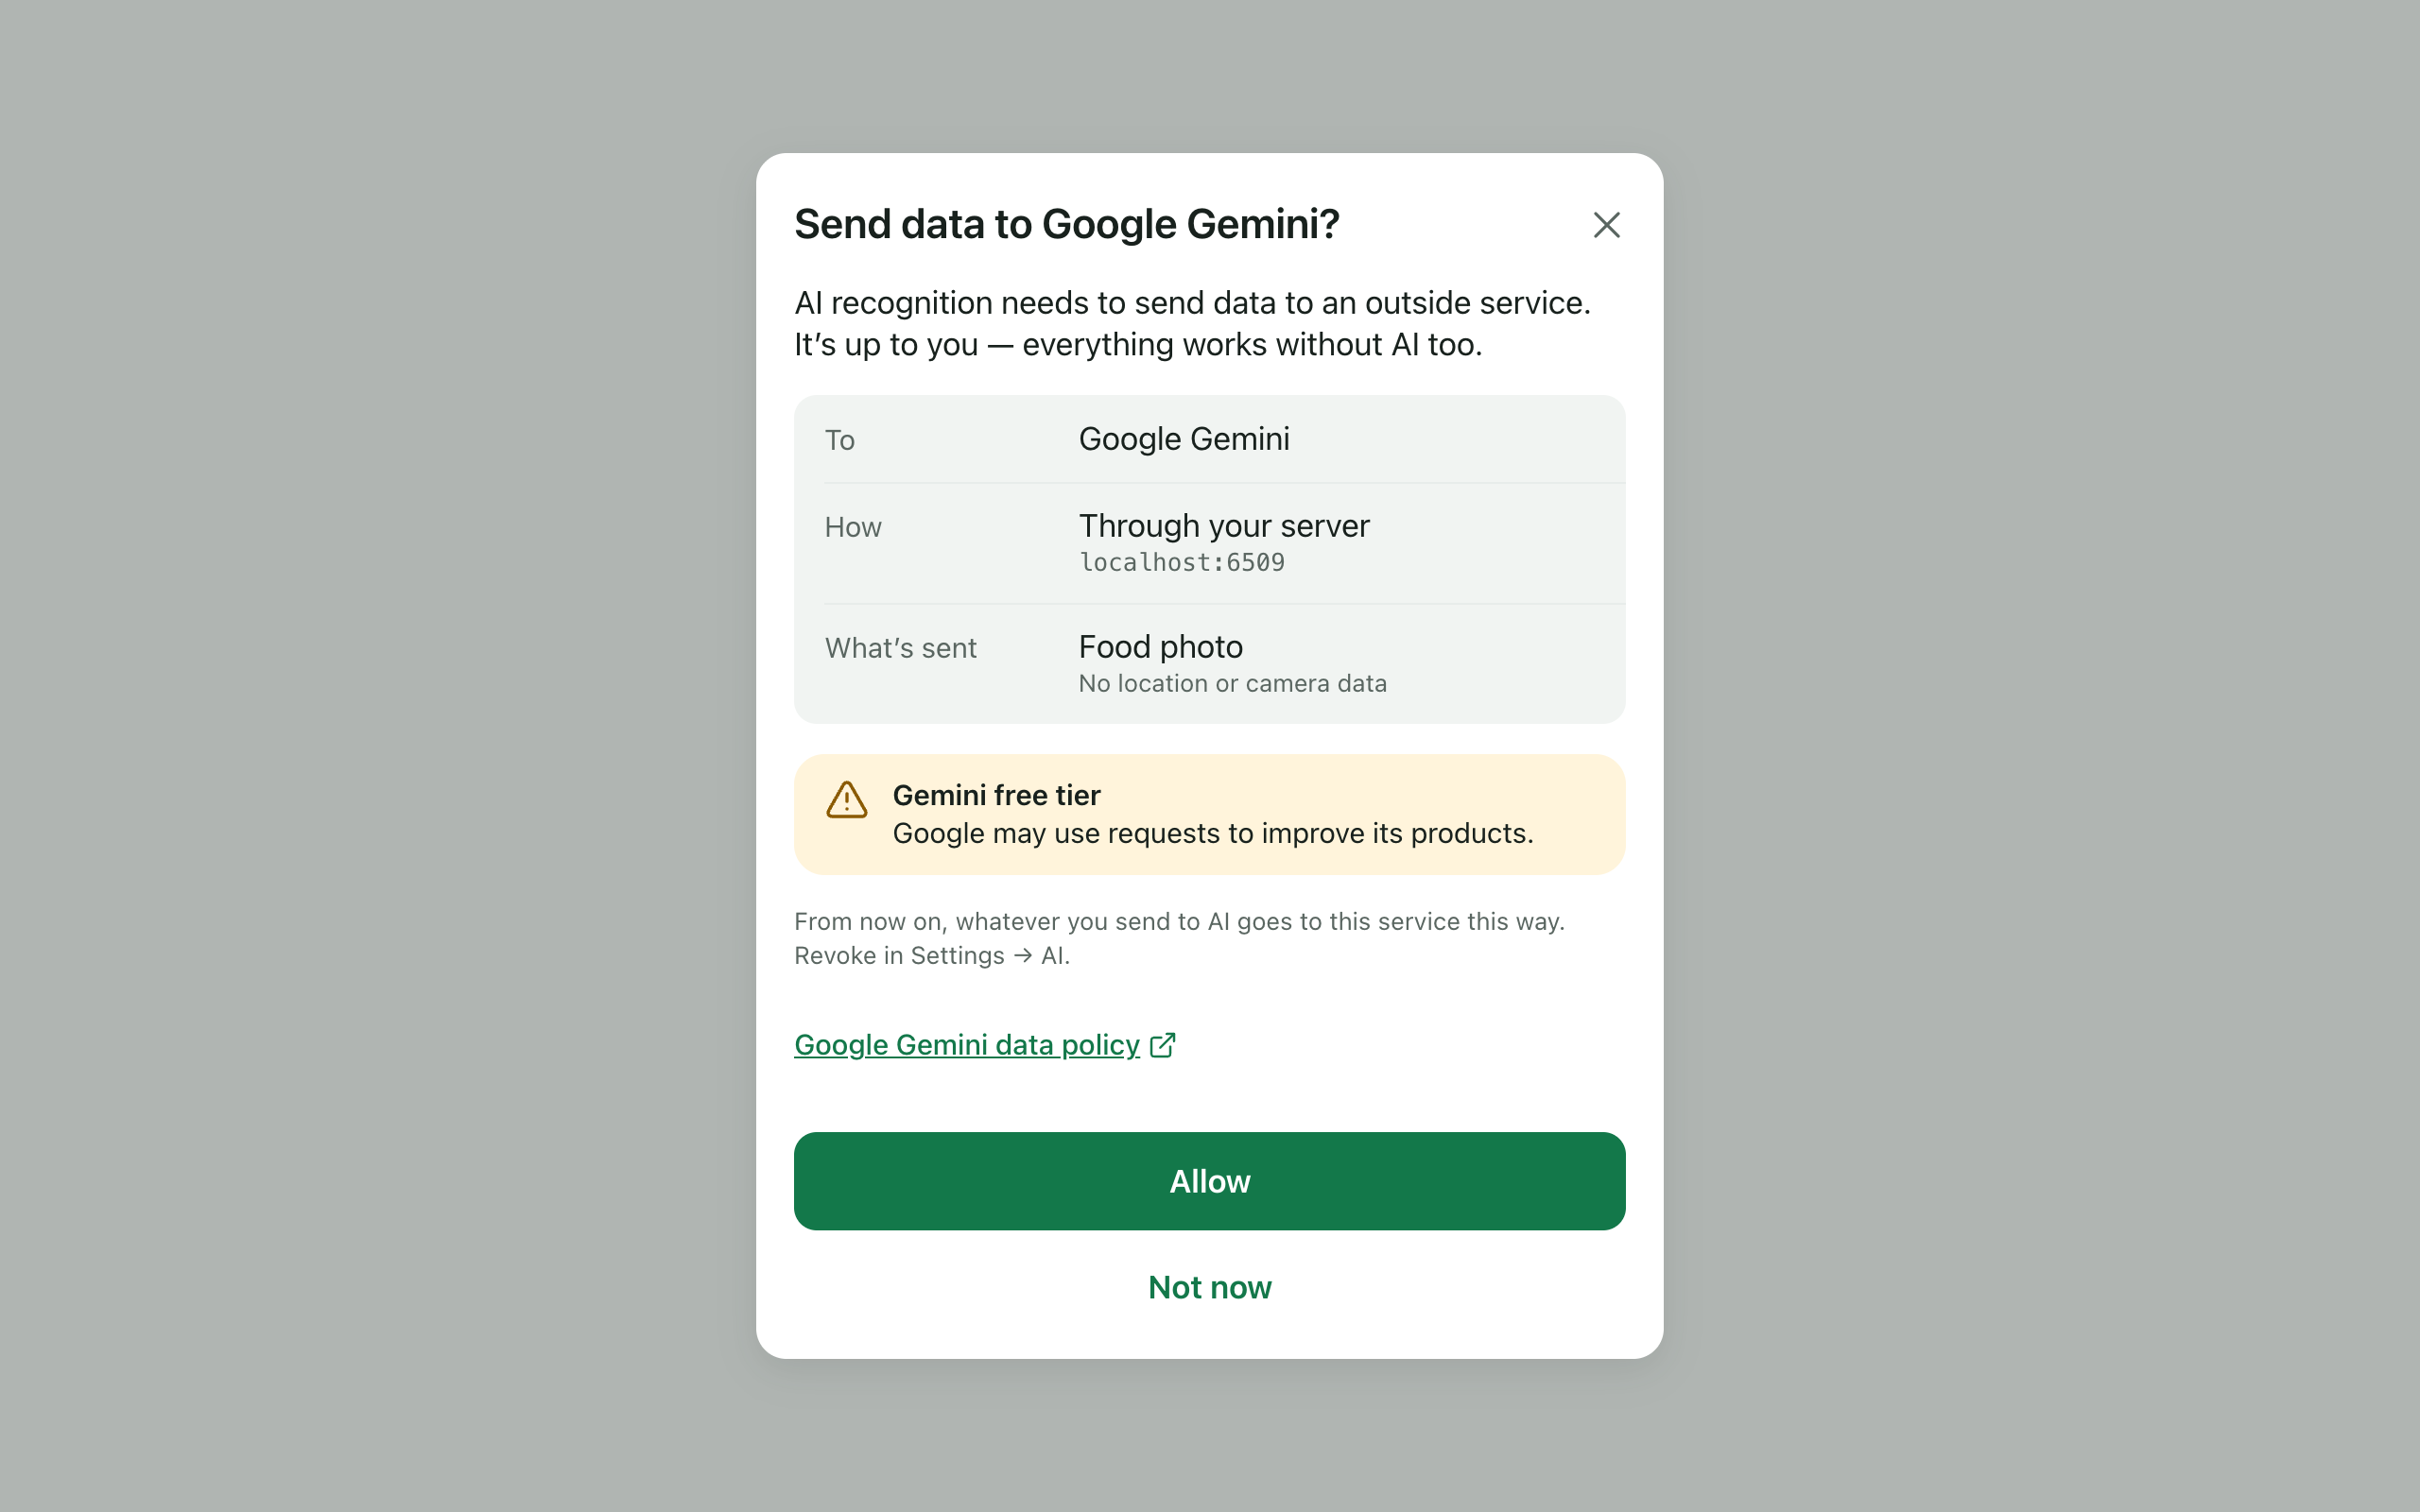 Send data to Google Gemini?
AI recognition needs to send data to an outside service.
It’s up to you — everything works without AI too.
To
Google Gemini
How
Through your server
localhost:6509
What’s sent
Food photo
No location or camera data
Gemini free tier
Google may use requests to improve its products.
From now on, whatever you send to AI goes to this service this way.
Revoke in Settings → AI.
Google Gemini data policy
Allow
Not now